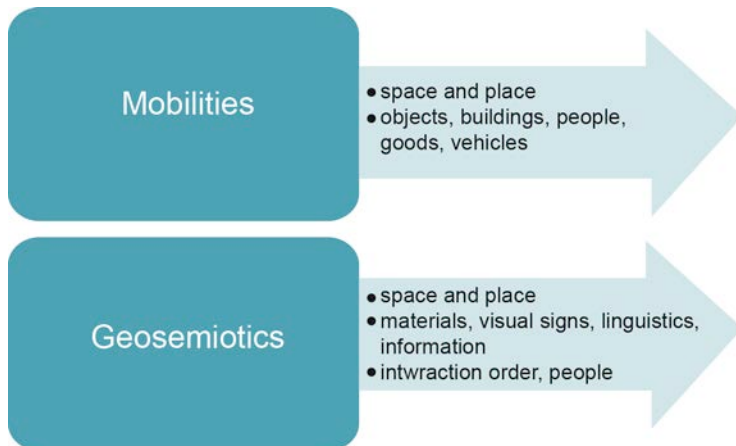 Mobilities
• space and place
• objects, buildings, people,
goods, vehicles
Geosemiotics
• space and place
• materials, visual signs, linguistics,
information
• intwraction order, people